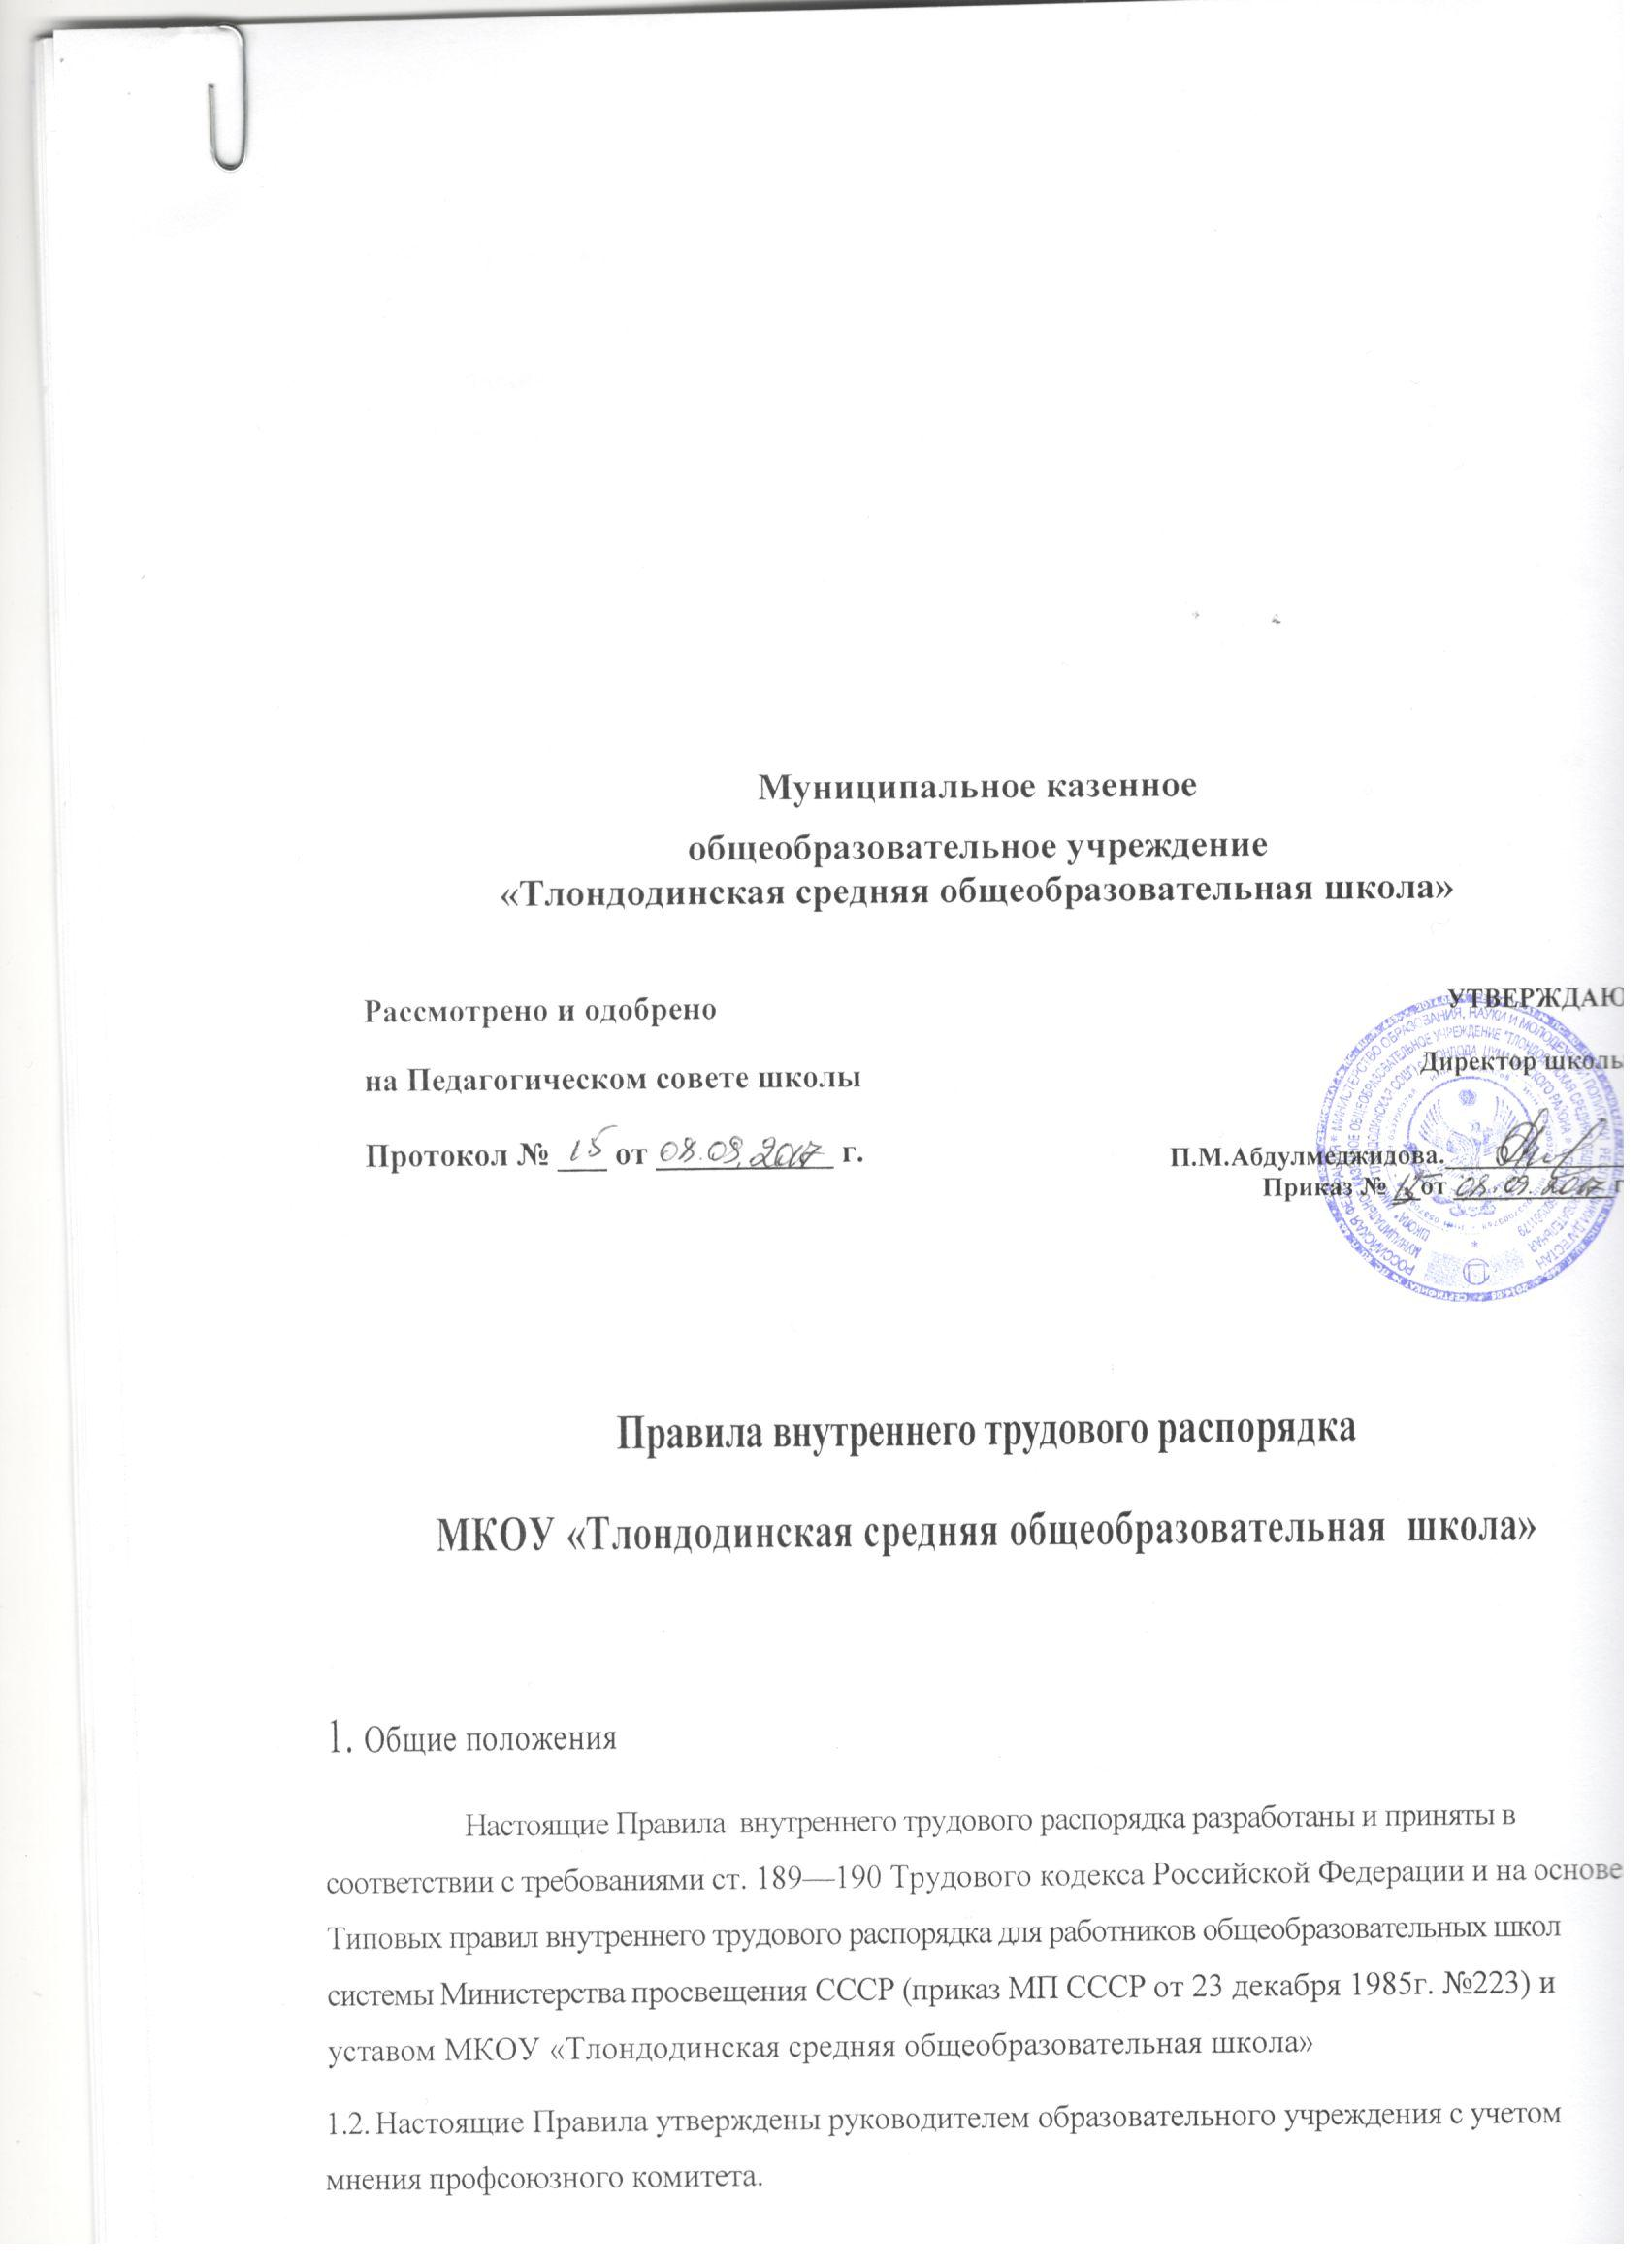 Муниципальное казенное
общеобразовательное учреждение
«Тлондодинская средняя общеобразовательная школа»
Рассмотрено и одобрено
УТВЕРЖДАЮ
на Педагогическом совете школы
Директор школы
Протокол № 15 от 08.09.2017 г.
П.М.Абдулмеджидова.
Приказ № от 08.09.2017 г
Правила внутреннего трудового распорядка
МКОУ «Тлондодинская средняя общеобразовательная школа»
1. Общие положения
Настоящие Правила внутреннего трудового распорядка разработаны и приняты в
соответствии с требованиями ст. 189—190 Трудового кодекса Российской Федерации и на основе
Типовых правил внутреннего трудового распорядка для работников общеобразовательных школ
системы Министерства просвещения СССР (приказ МП СССР от 23 декабря 1985г. №223) и
уставом МКОУ «Тлондодинская средняя общеобразовательная школа»
1.2. Настоящие Правила утверждены руководителем образовательного учреждения с учетом
мнения профсоюзного комитета.